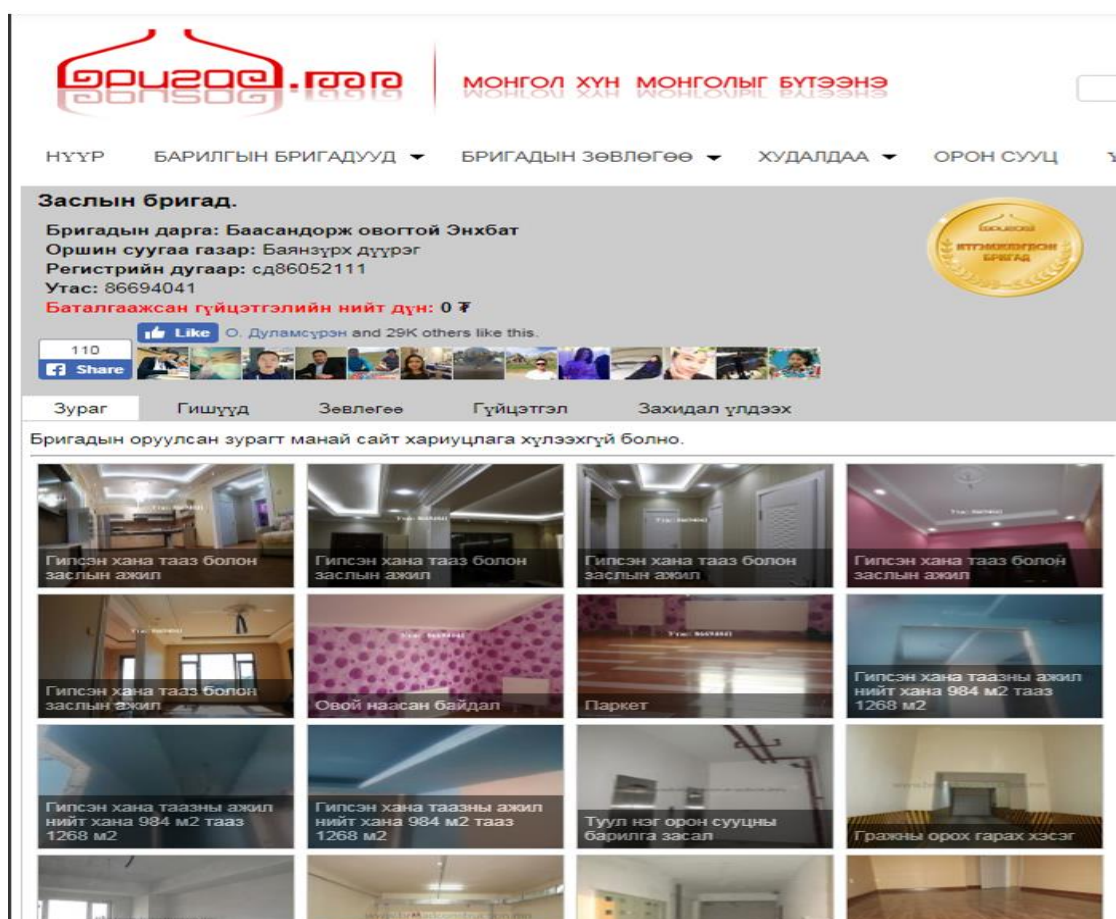 бригад.mn
МОНГОЛ ХҮН МОНГОЛЫГ БҮТЭЭНЭ
НҮҮР БАРИЛГЫН БРИГАДУУД БРИГАДЫН ЗӨВЛӨГӨӨ ХУДАЛДАА ОРОН СУУЦ
Заслын бригад.
Бригадын дарга: Баасандорж овогтой Энхбат
Оршин суугаа газар: Баянзүрх дүүрэг
Регистрийн дугаар: сд86052111
Утас: 86694041
Баталгаажсан гүйцэтгэлийн нийт дүн: 0 ₮
ИТГЭМЖЛЭГДСЭН
БРИГАД
Like О. Дуламсүрэн and 29K others like this.
110
Share
Зураг Гишүүд Зөвлөгөө Гүйцэтгэл Захидал үлдээх
Бригадын оруулсан зурагт манай сайт хариуцлага хүлээхгүй болно.
Гипсэн хана тааз болон
заслын ажил
Гипсэн хана тааз болон
заслын ажил
Гипсэн хана тааз болон
заслын ажил
Гипсэн хана тааз болон
заслын ажил
Гипсэн хана тааз болон
заслын ажил
Овой наасан байдал
Паркет
Гипсэн хана таазны ажил
нийт хана 984 м2 тааз
1268 м2
Гипсэн хана таазны ажил
нийт хана 984 м2 тааз
1268 м2
Гипсэн хана таазны ажил
нийт хана 984 м2 тааз
1268 м2
Туул нэг орон сууцны
барилга засал
Гражны орох гарах хэсэг